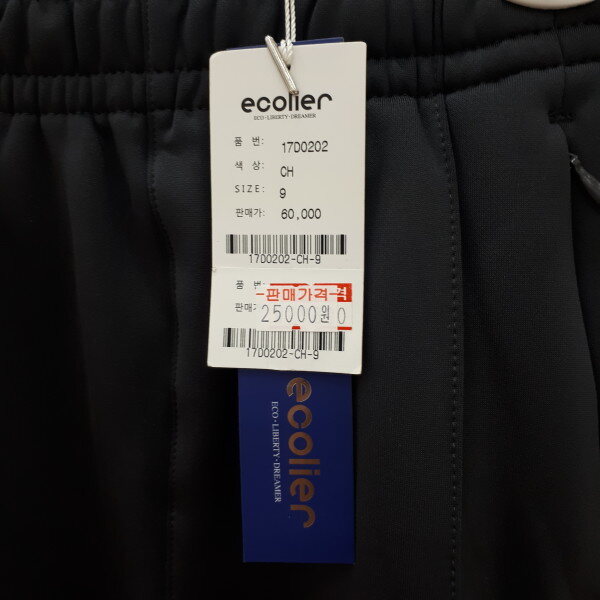 ecolier
ECO·LIBERTY·DREAMER
품 번: 17D0202
색 상: CH
SIZE: 9
판매가: 60,000
17D0202-CH-9
품 번:
-판매가격- 격
판매
25000원 0
17D0202-CH-9
ecolier
ECO·LIBERTY·DREAMER